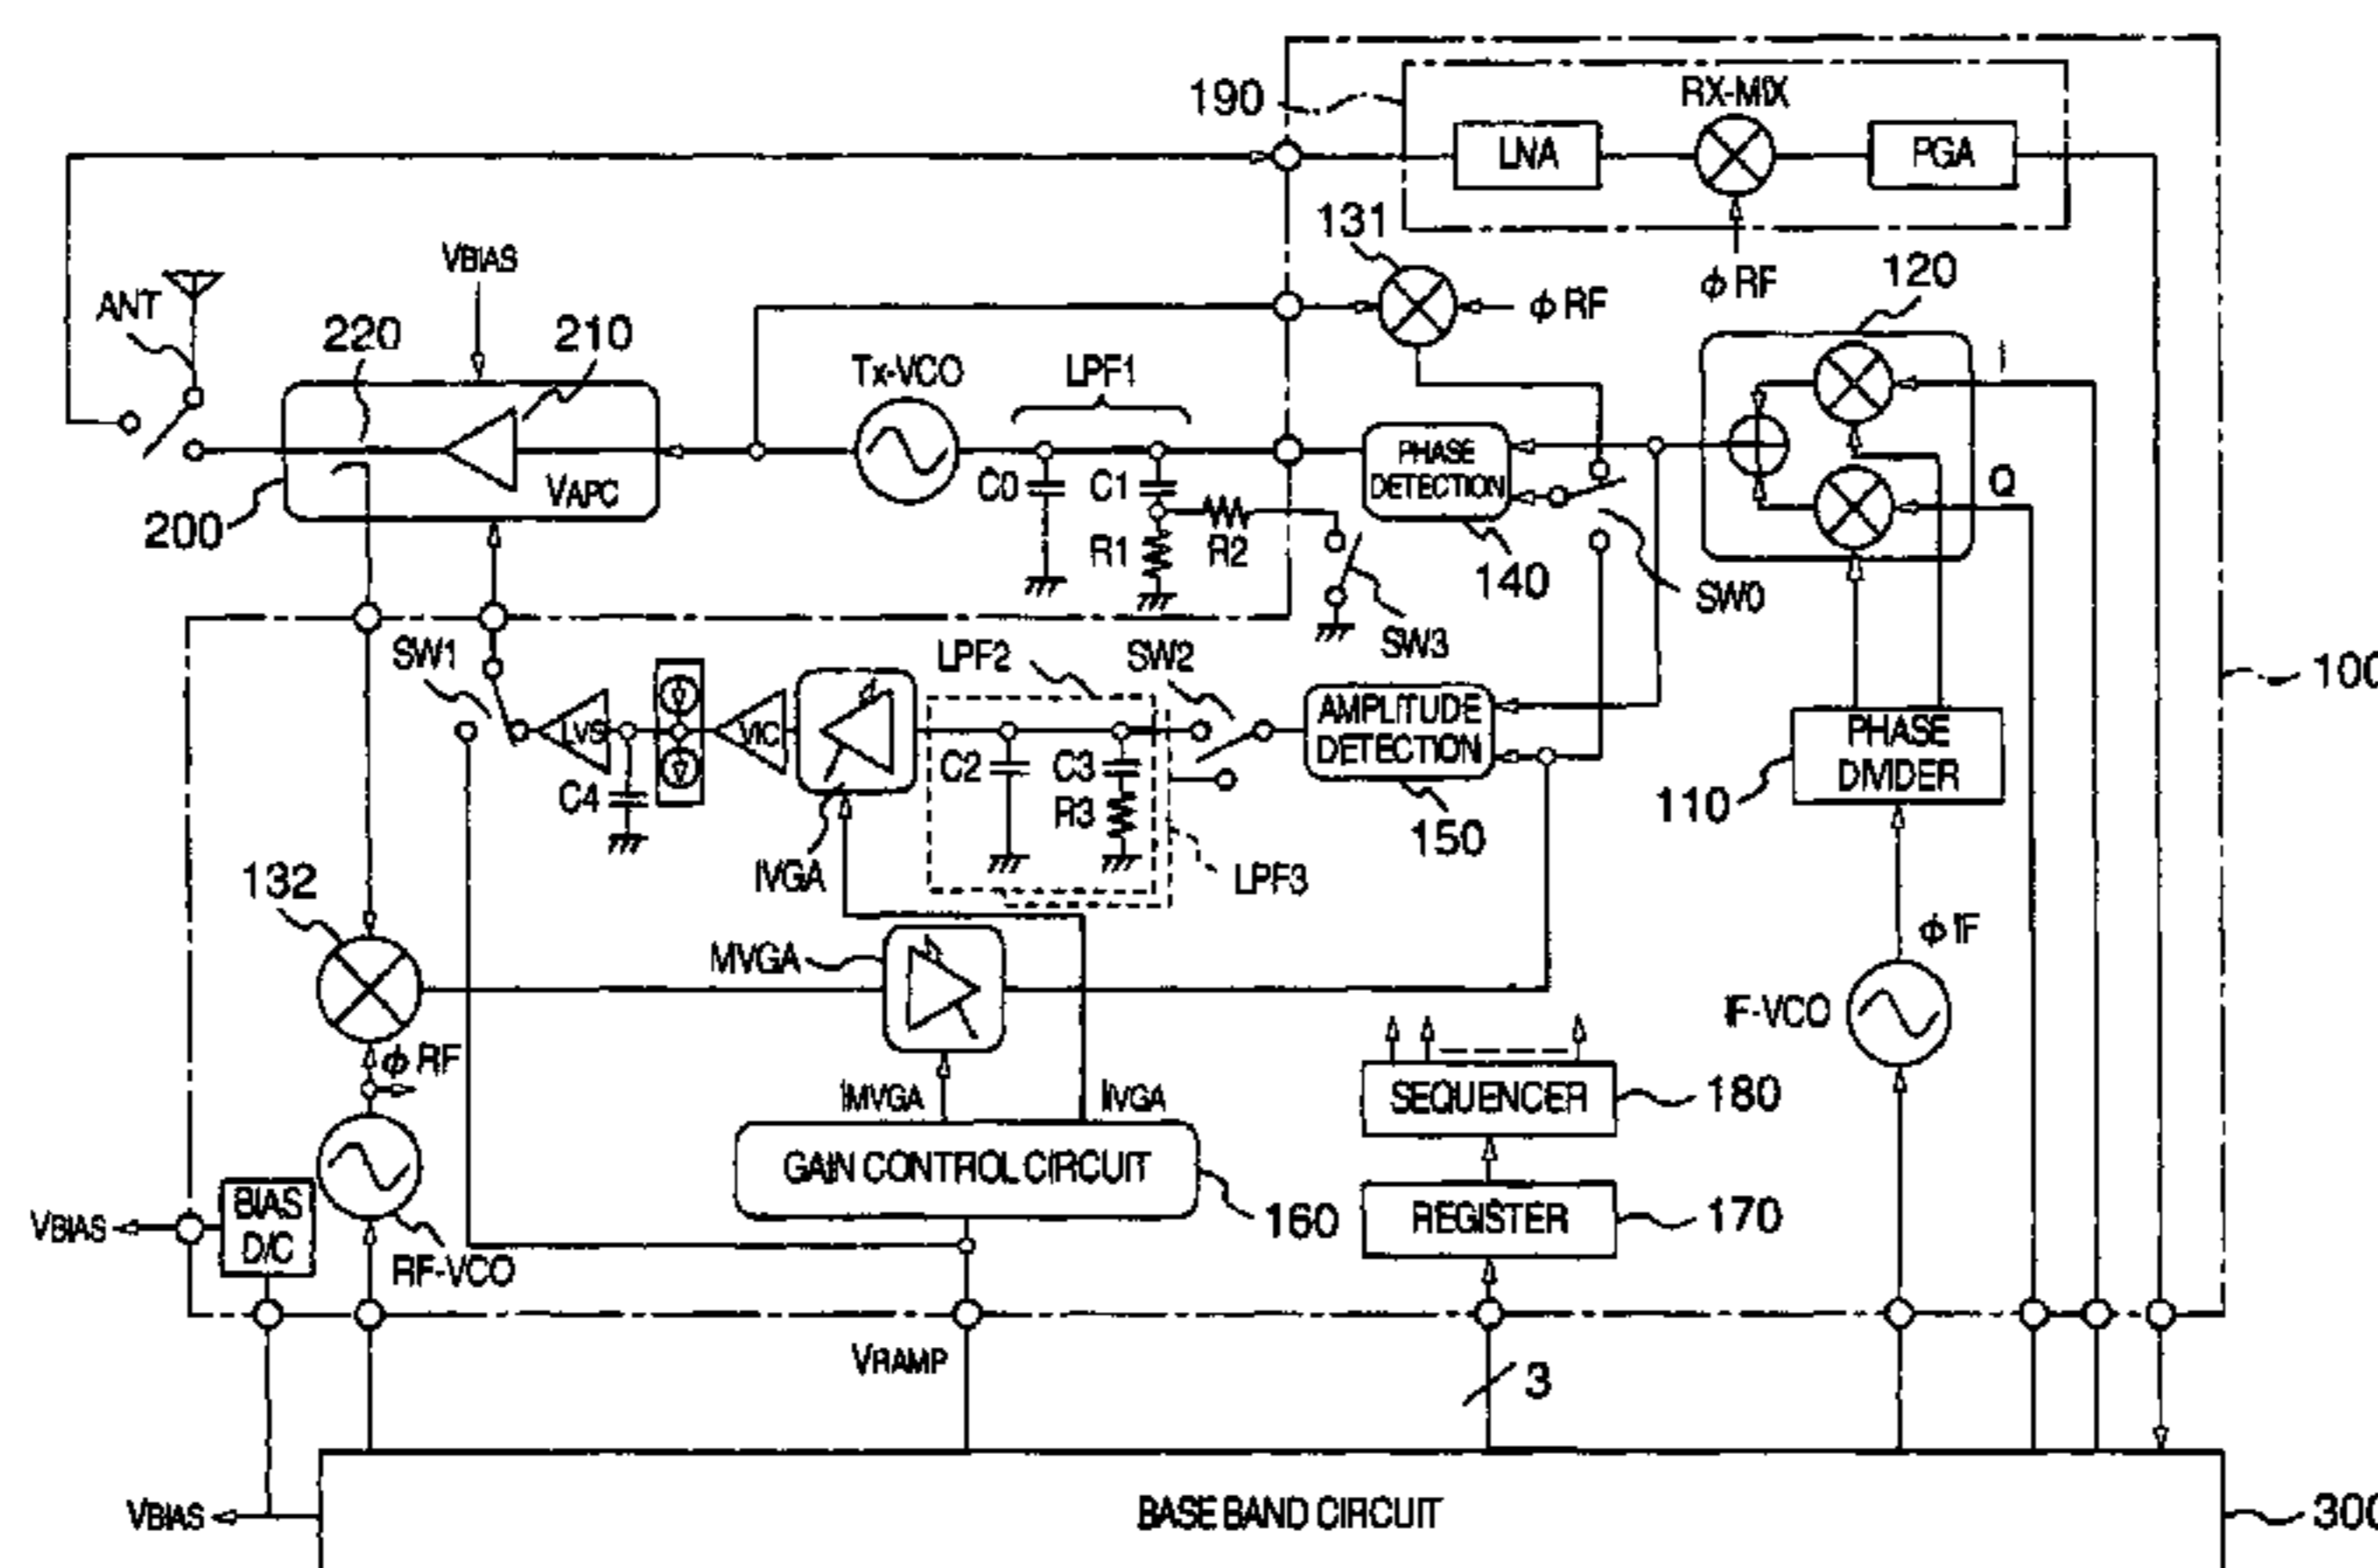 190
RX-MIX
LNA
PGA
131
ϕRF
ϕRF
120
ANT
VBIAS
220
210
Tx-VCO
LPF1
I
Q
PHASE
DETECTION
C0
C1
R1
R2
VAPC
200
140
SW0
SW3
SW1
LPF2
SW2
100
LVS
VIC
C2
C3
R3
C4
AMPLITUDE
DETECTION
150
PHASE
DIVIDER
110
IVGA
LPF3
132
MVGA
ϕIF
IF-VCO
ϕRF
IMVGA
IIVGA
SEQUENCER
180
GAIN CONTROL CIRCUIT
160
REGISTER
170
VBIAS
BIAS
D/C
RF-VCO
VRAMP
3
VBIAS
BASE BAND CIRCUIT
300